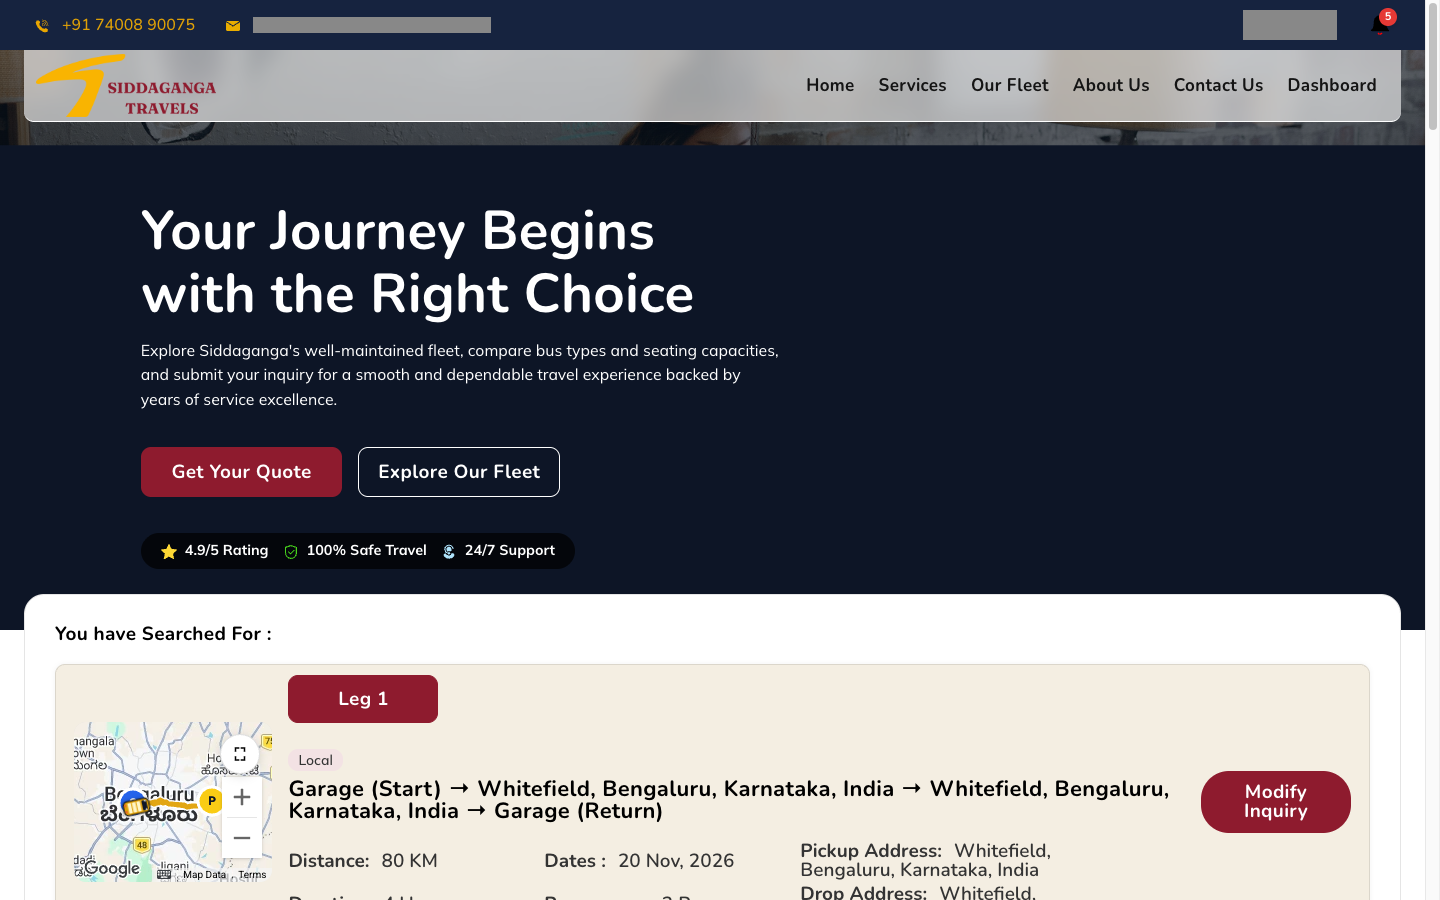 +91 74008 90075
5
SIDDAGANGA
TRAVELS
Home
Services
Our Fleet
About Us
Contact Us
Dashboard
Your Journey Begins
with the Right Choice
Explore Siddaganga's well-maintained fleet, compare bus types and seating capacities,
and submit your inquiry for a smooth and dependable travel experience backed by
years of service excellence.
Get Your Quote
Explore Our Fleet
4.9/5 Rating
100% Safe Travel
24/7 Support
You have Searched For :
Leg 1
Local
Garage (Start) → Whitefield, Bengaluru, Karnataka, India → Whitefield, Bengaluru,
Karnataka, India → Garage (Return)
Modify
Inquiry
Distance: 80 KM
Dates : 20 Nov, 2026
Pickup Address: Whitefield,
Bengaluru, Karnataka, India
Drop Address: Whitefield,
P
48
Google
Map Data
Terms